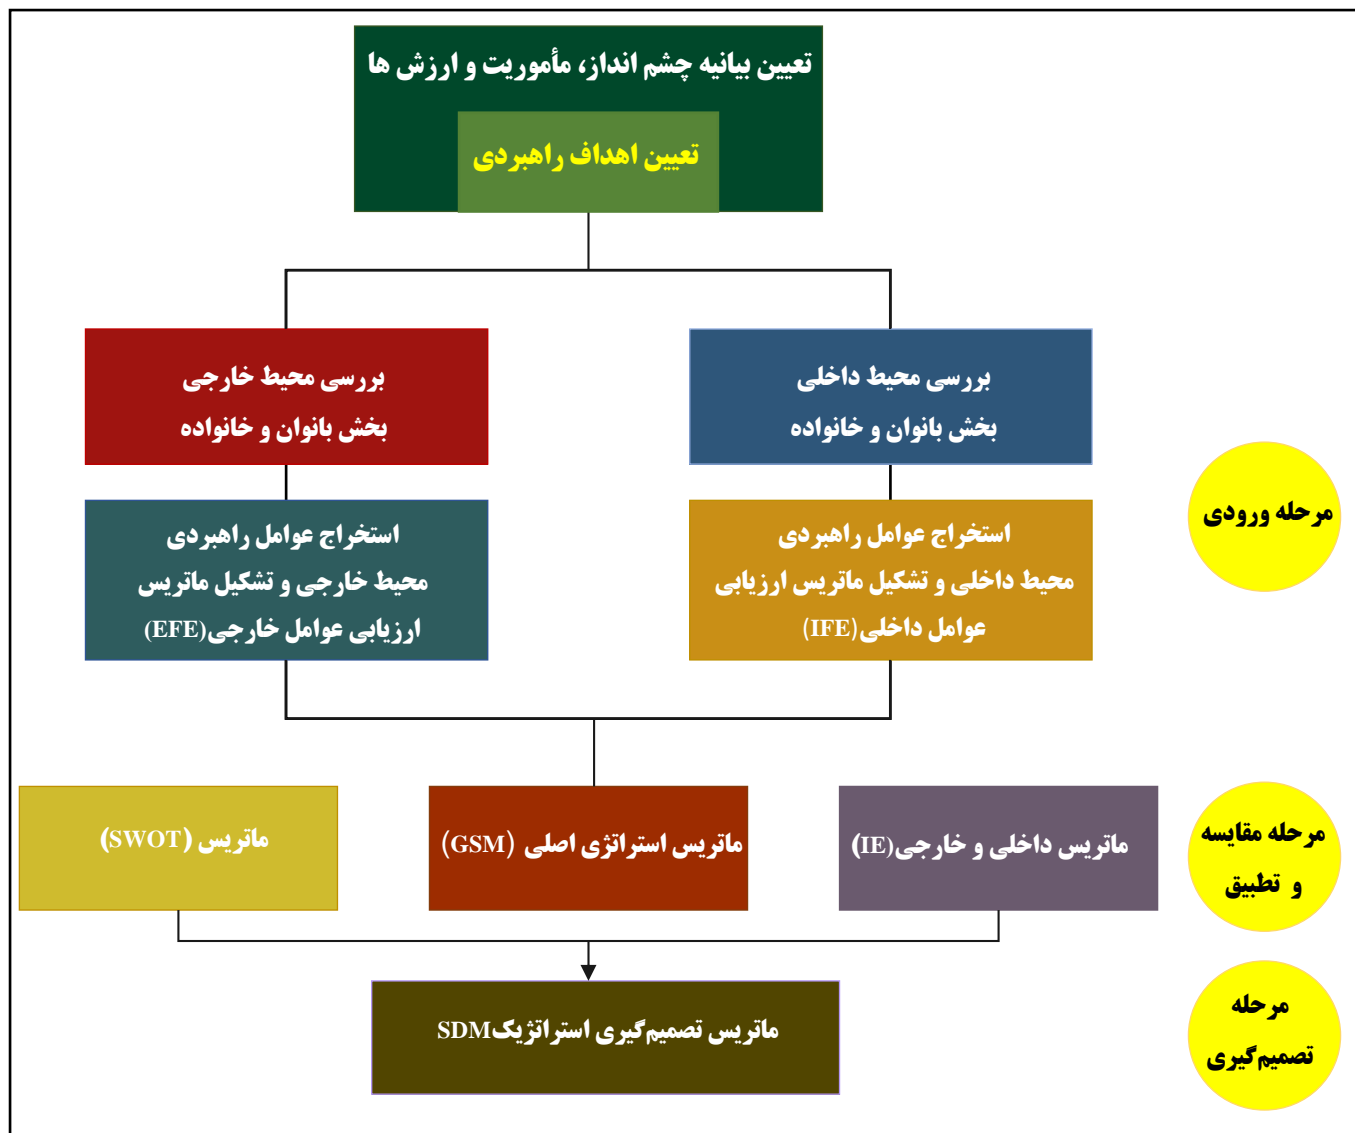 تعیین بیانیه چشم انداز، مأموریت و ارزش ها
تعیین اهداف راهبردی
بررسی محیط داخلی
بخش بانوان و خانواده
بررسی محیط خارجی
بخش بانوان و خانواده
مرحله ورودی
استخراج عوامل راهبردی
محیط داخلی و تشکیل ماتریس ارزیابی
عوامل داخلی(IFE)
استخراج عوامل راهبردی
محیط خارجی و تشکیل ماتریس
ارزیابی عوامل خارجی(EFE)
مرحله مقایسه
و تطبیق
ماتریس داخلی و خارجی(IE)
ماتریس استراتژی اصلی (GSM)
ماتریس (SWOT)
مرحله
تصمیم‌گیری
ماتریس تصمیم‌گیری استراتژیکSDM